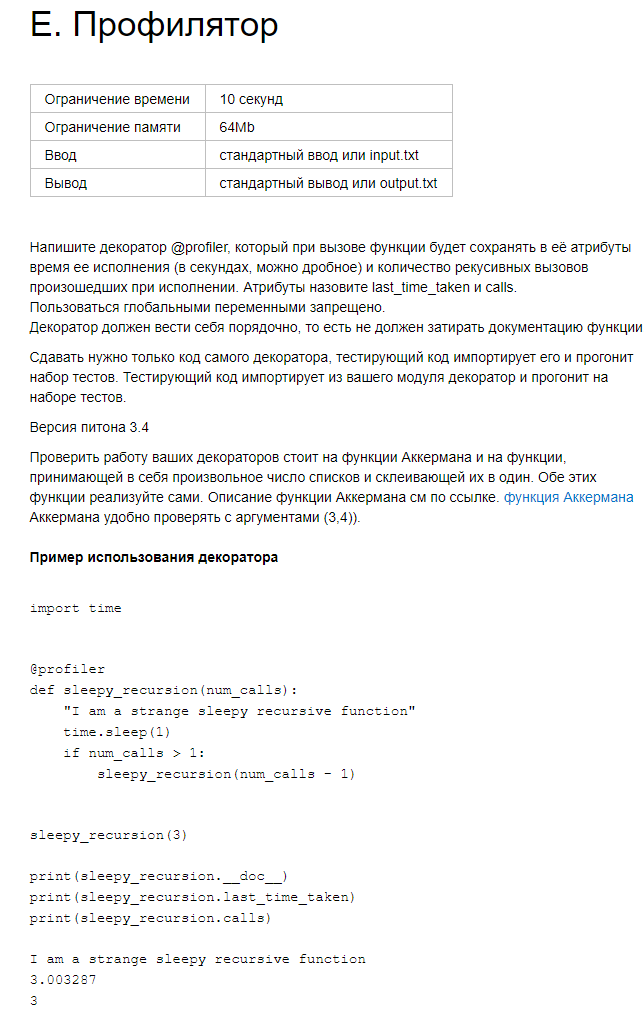 Е. Профилятор
Ограничение времени 10 секунд
Ограничение памяти 64Mb
Ввод стандартный ввод или input.txt
Вывод стандартный вывод или output.txt
Напишите декоратор @profiler, который при вызове функции будет сохранять в её атрибуты
время ее исполнения (в секундах, можно дробное) и количество рекусивных вызовов
произошедших при исполнении. Атрибуты назовите last_time_taken и calls.
Пользоваться глобальными переменными запрещено.
Декоратор должен вести себя порядочно, то есть не должен затирать документацию функции
Сдавать нужно только код самого декоратора, тестирующий код импортирует его и прогонит
набор тестов. Тестирующий код импортирует из вашего модуля декоратор и прогонит на
наборе тестов.
Версия питона 3.4
Проверить работу ваших декораторов стоит на функции Аккермана и на функции,
принимающей в себя произвольное число списков и склеивающей их в один. Обе этих
функции реализуйте сами. Описание функции Аккермана см по ссылке. функция Аккермана
Аккермана удобно проверять с аргументами (3,4)).
Пример использования декоратора
import time
@profiler
def sleepy_recursion(num_calls):
    "I am a strange sleepy recursive function"
    time.sleep(1)
    if num_calls > 1:
        sleepy_recursion(num_calls - 1)
sleepy_recursion(3)
print(sleepy_recursion.__doc__)
print(sleepy_recursion.last_time_taken)
print(sleepy_recursion.calls)
I am a strange sleepy recursive function
3.003287
3